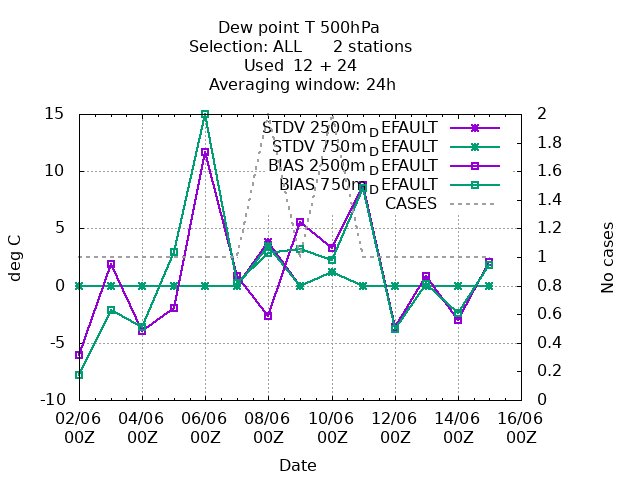 Dew point T 500hPa
Selection: ALL      2 stations
Used  12 + 24
Averaging window: 24h
STDV 2500m_DEFAULT
STDV 750m_DEFAULT
BIAS 2500m_DEFAULT
BIAS 750m_DEFAULT
CASES
15
10
5
0
-5
-10
deg C
2
1.8
1.6
1.4
1.2
1
0.8
0.6
0.4
0.2
0
No cases
02/06 04/06 06/06 08/06 10/06 12/06 14/06 16/06
00Z 00Z 00Z 00Z 00Z 00Z 00Z 00Z
Date